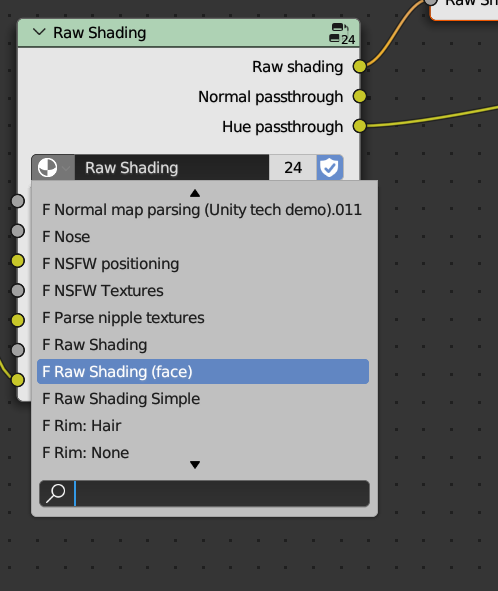 Raw Sh
Raw Shading
24
Raw shading
Normal passthrough
Hue passthrough
Raw Shading 24
F Normal map parsing (Unity tech demo).011
F Nose
F NSFW positioning
F NSFW Textures
F Parse nipple textures
F Raw Shading
F Raw Shading (face)
F Raw Shading Simple
F Rim: Hair
F Rim: None